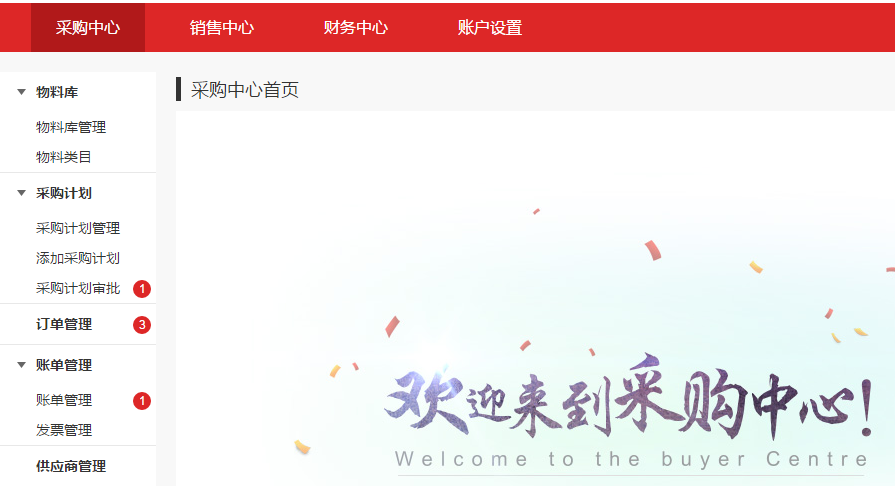 采购中心 销售中心 财务中心 账户设置
采购中心首页
物料库
物料库管理
物料类目
采购计划
采购计划管理
添加采购计划
采购计划审批 1
订单管理 3
账单管理
账单管理 1
发票管理
供应商管理
欢迎来到采购中心!
Welcome to the buyer Centre